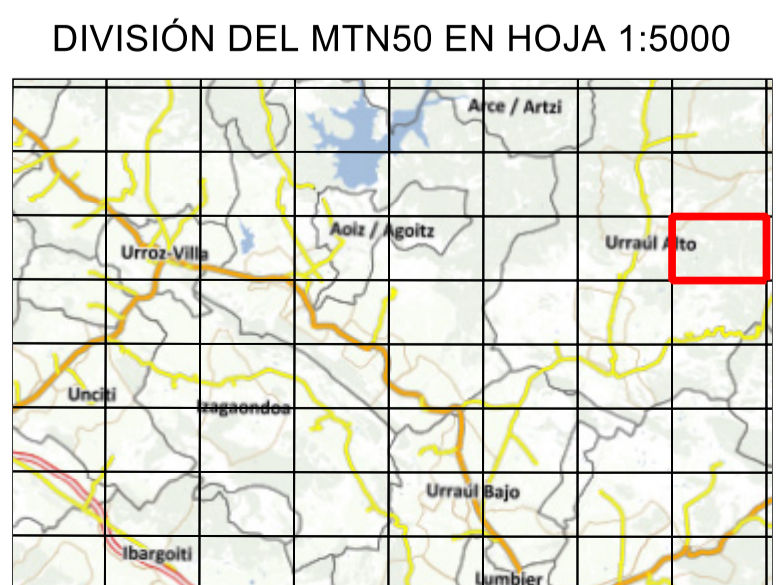 DIVISIÓN DEL MTN50 EN HOJA 1:5000
Arce / Artzi
Aoiz / Agoitz
Urraúl Alto
Urroz-Villa
Unciti
Izagaondoa
Urraúl Bajo
Ibargoiti
Lumbier